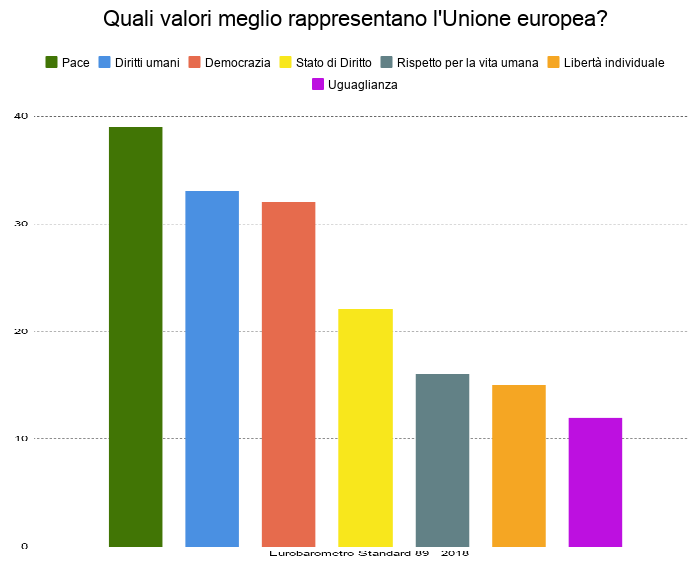 Quali valori meglio rappresentano l'Unione europea?
Pace Diritti umani Democrazia Stato di Diritto Rispetto per la vita umana Libertà individuale
Uguaglianza
40
30
20
10
0
Eurobarometro Standard 89 - 2018